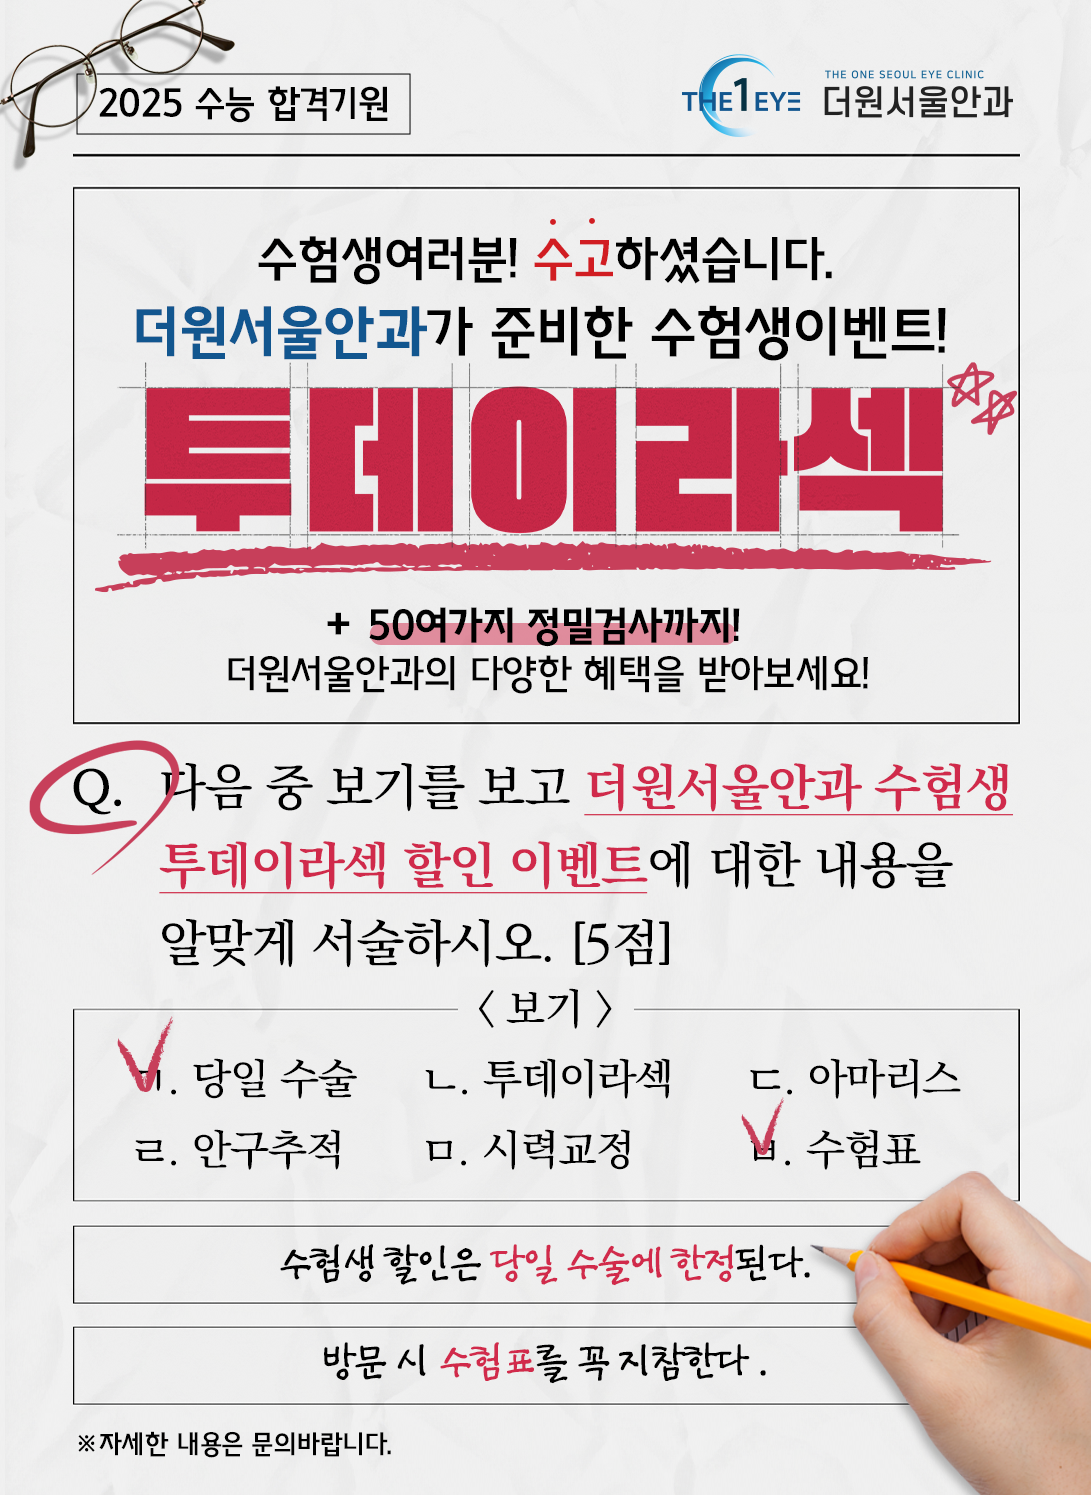 2025 수능 합격기원
THE1EYE
THE ONE SEOUL EYE CLINIC
더원서울안과
수험생여러분! 수고하셨습니다.
더원서울안과가 준비한 수험생이벤트!
투데이라섹
+ 50여가지 정밀검사까지!
더원서울안과의 다양한 혜택을 받아보세요!
Q. 다음 중 보기를 보고 더원서울안과 수험생
투데이라섹 할인 이벤트에 대한 내용을
알맞게 서술하시오. [5점]
〈 보기 〉
ㄱ. 당일 수술 ㄴ. 투데이라섹 ㄷ. 아마리스
ㄹ. 안구추적 ㅁ. 시력교정 ㅂ. 수험표
수험생 할인은 당일 수술에 한정된다.
방문 시 수험표를 꼭 지참한다.
※자세한 내용은 문의바랍니다.